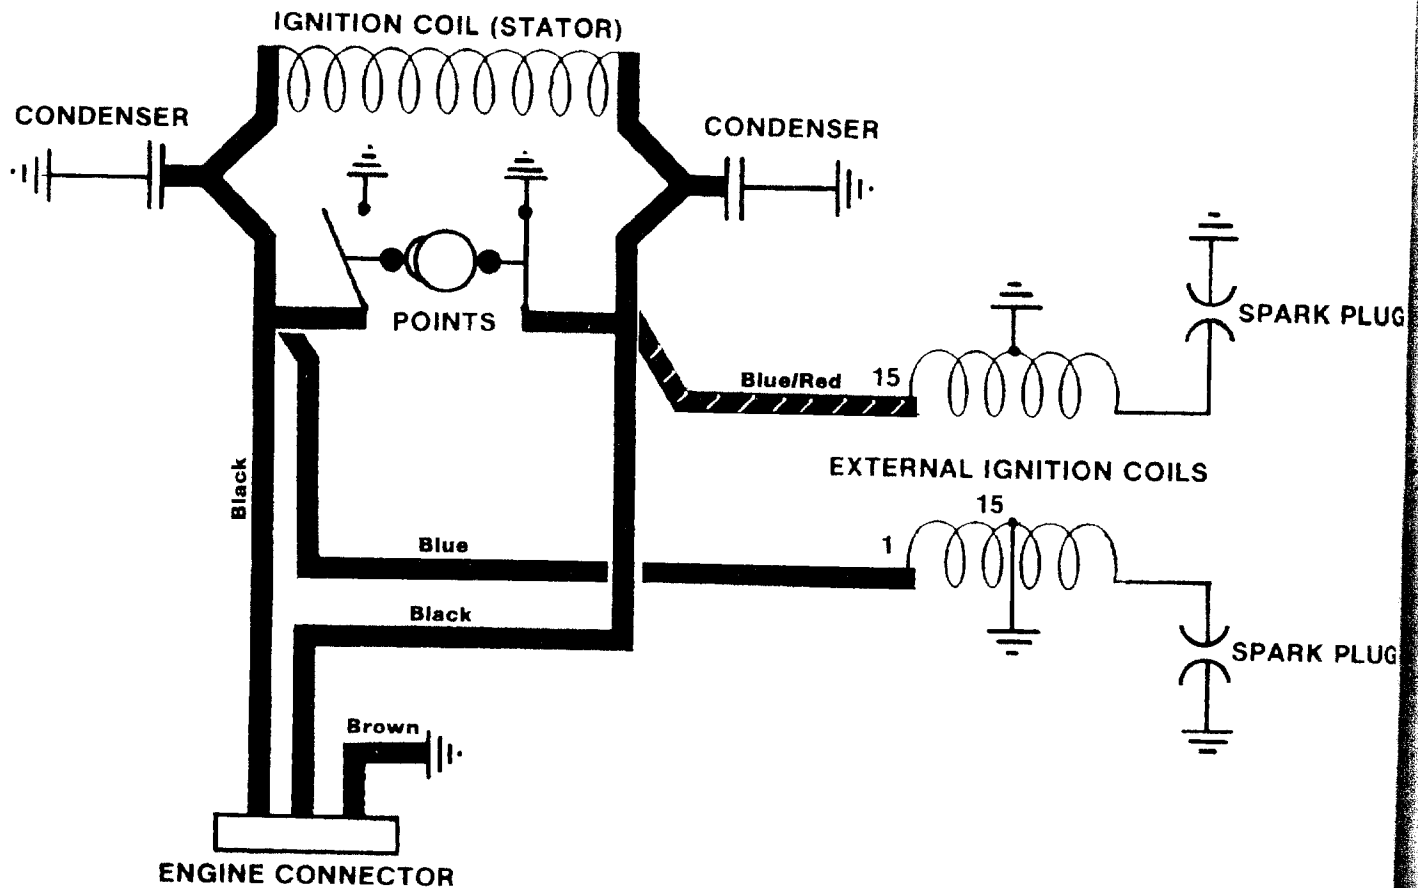 IGNITION COIL (STATOR)
CONDENSER
CONDENSER
POINTS
SPARK PLUG
Blue/Red
15
EXTERNAL IGNITION COILS
15
Black
Blue
1
Black
SPARK PLUG
Brown
ENGINE CONNECTOR